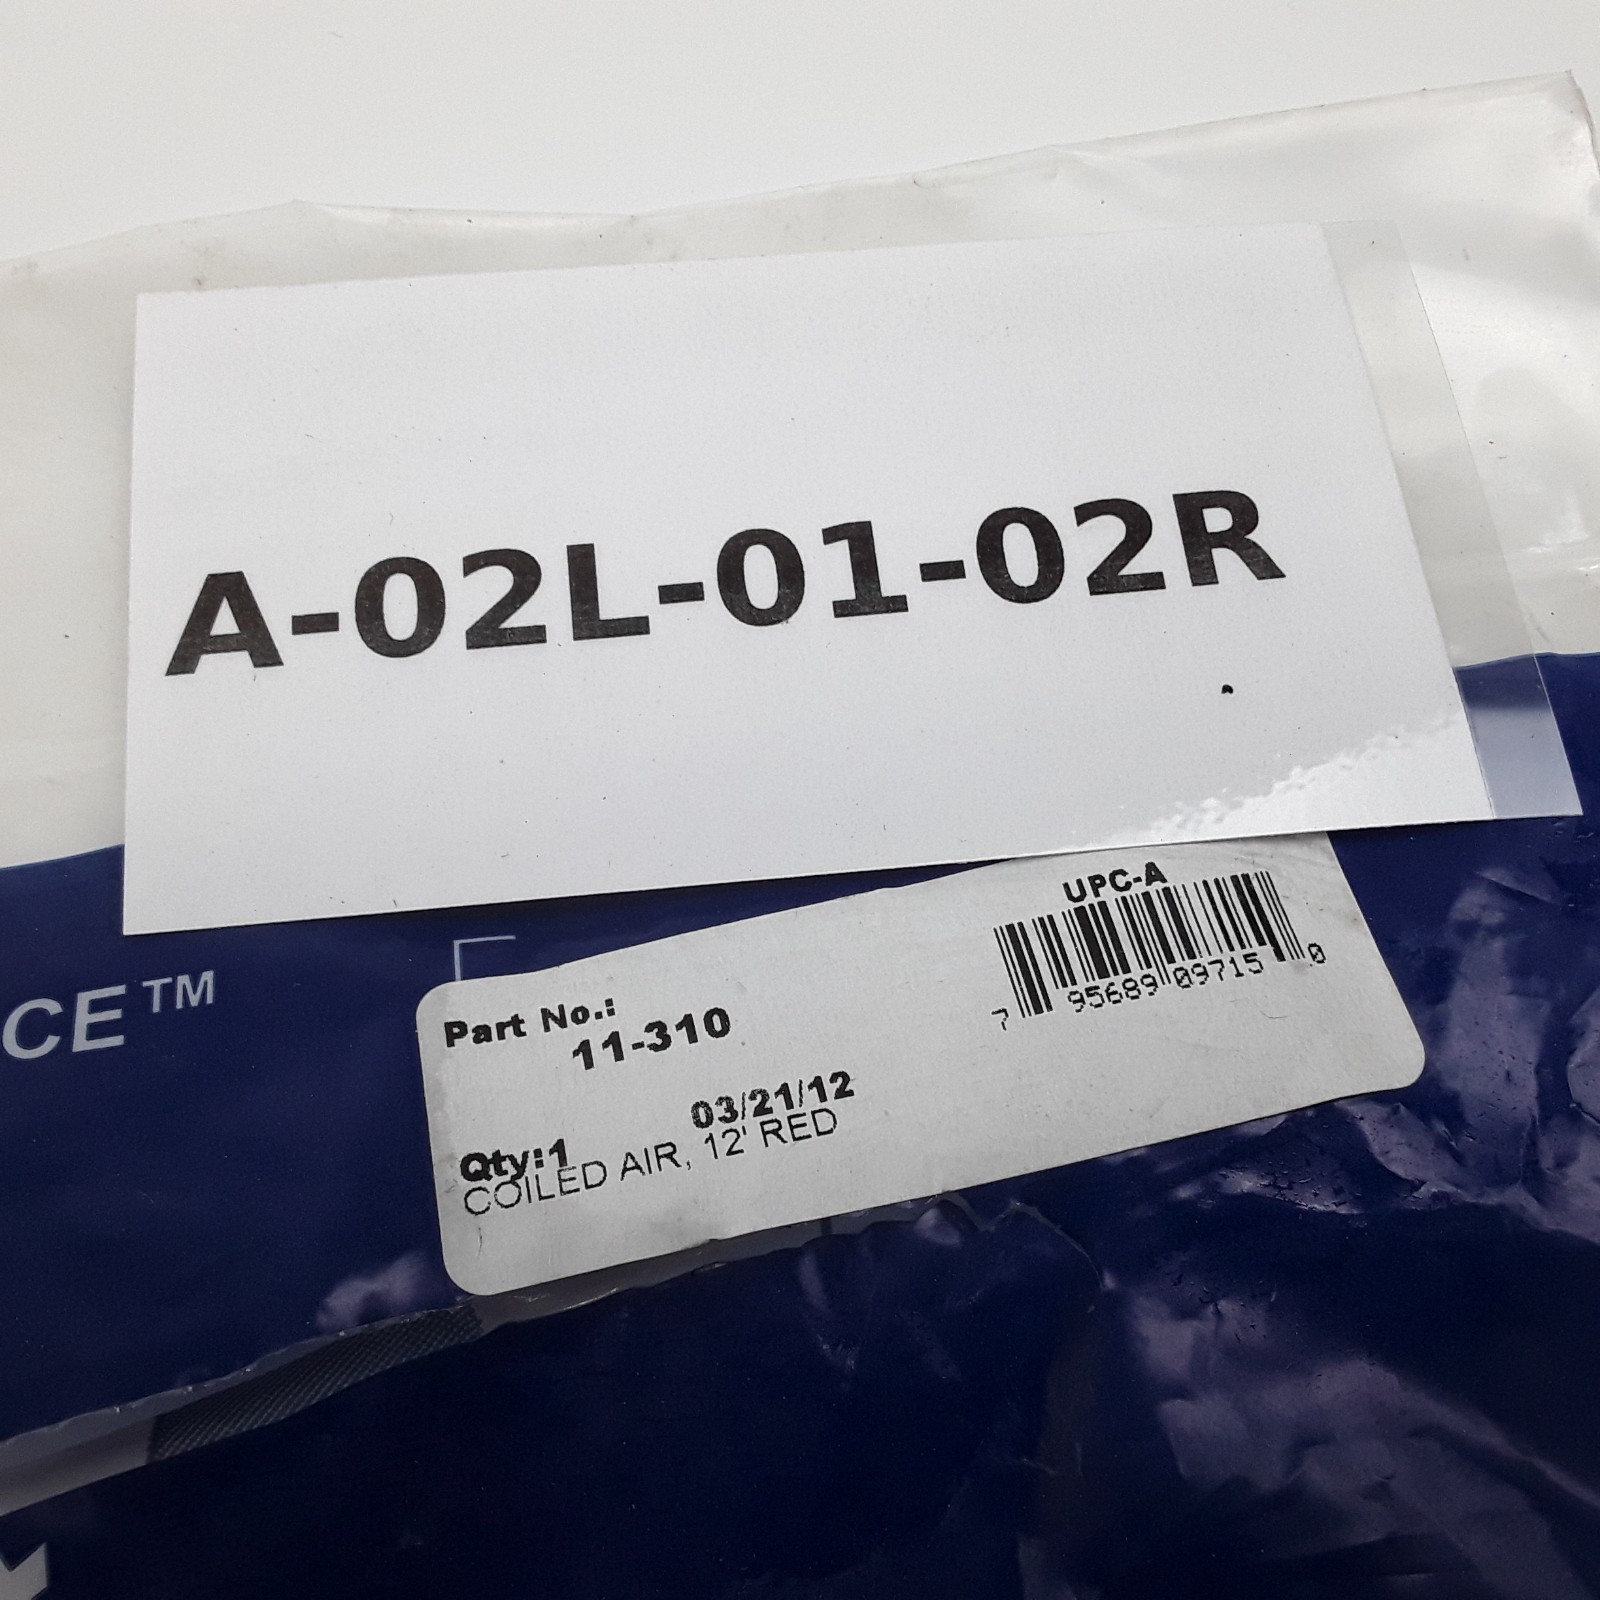 A-02L-01-02R
UPC-A
7 95689 09715 0
CE™
Part No.:
11-310
03/21/12
Qty:1
COILED AIR, 12' RED